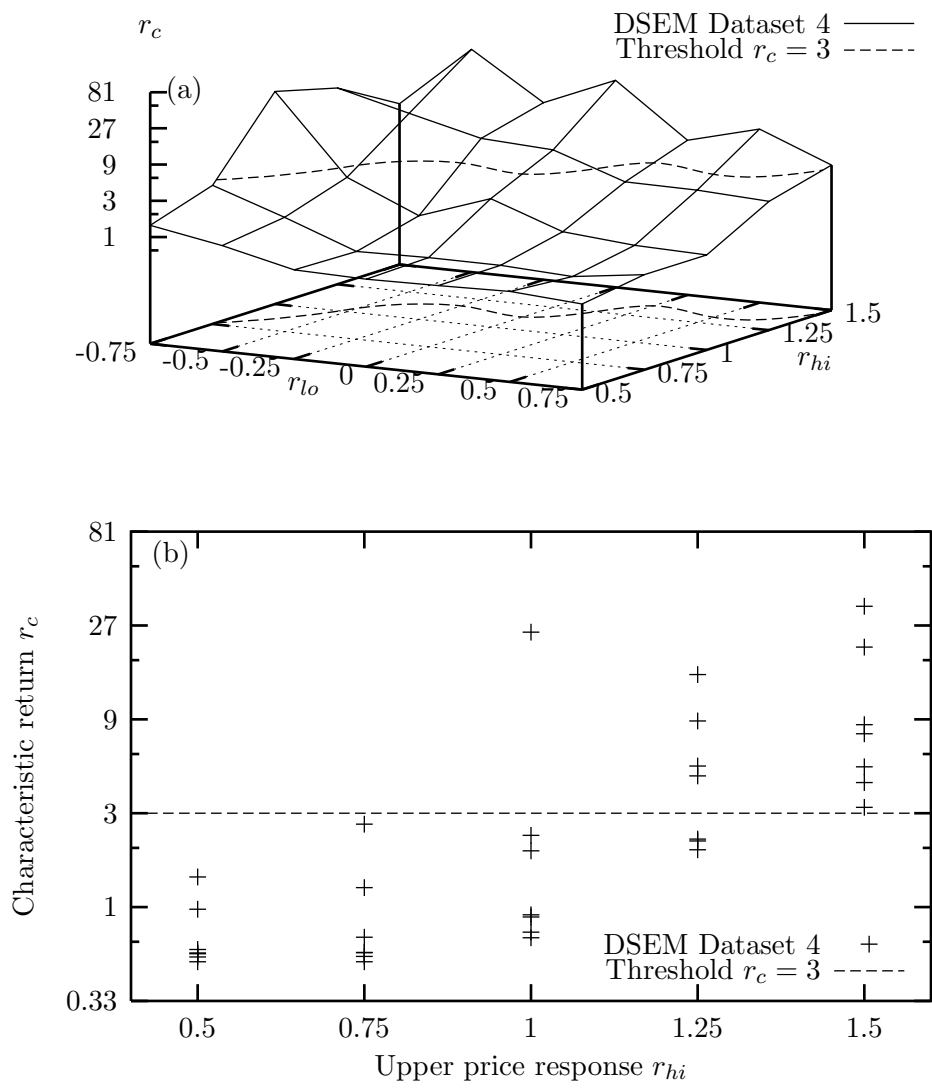 r_c
DSEM Dataset 4
Threshold r_c = 3
(a)
81
27
9
3
1
-0.75
-0.5
-0.25
0
0.25
0.5
0.75
r_lo
0.5
0.75
1
1.25
1.5
r_hi
(b)
81
27
9
3
1
0.33
Characteristic return r_c
DSEM Dataset 4
Threshold r_c = 3
0.5 0.75 1 1.25 1.5
Upper price response r_hi